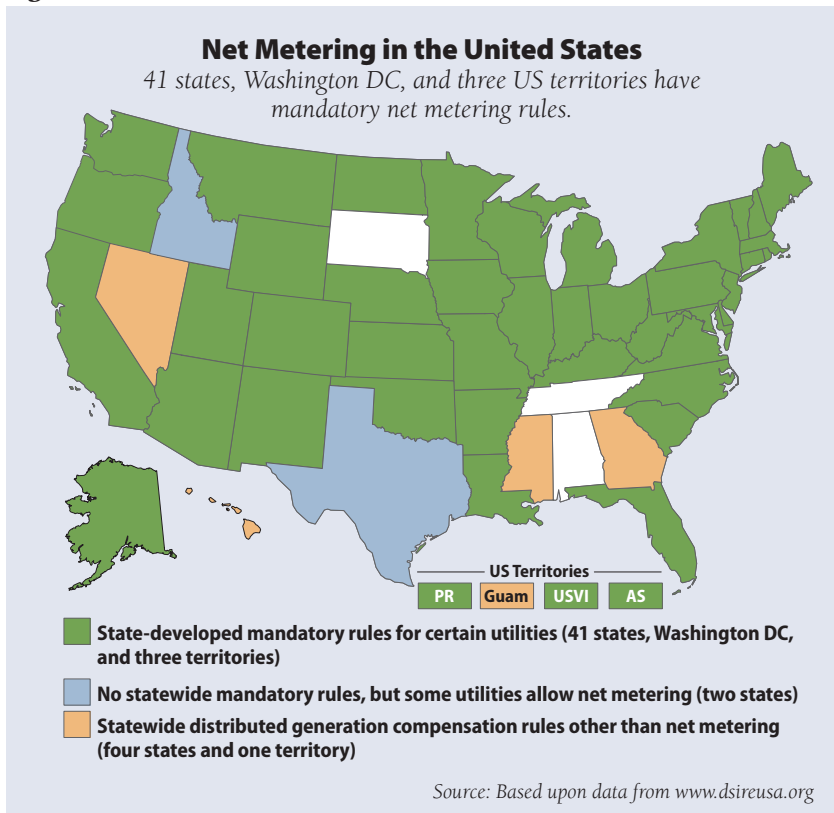 Net Metering in the United States
41 states, Washington DC, and three US territories have
mandatory net metering rules.
US Territories
PR
Guam
USVI
AS
State-developed mandatory rules for certain utilities (41 states, Washington DC,
and three territories)
No statewide mandatory rules, but some utilities allow net metering (two states)
Statewide distributed generation compensation rules other than net metering
(four states and one territory)
Source: Based upon data from www.dsireusa.org